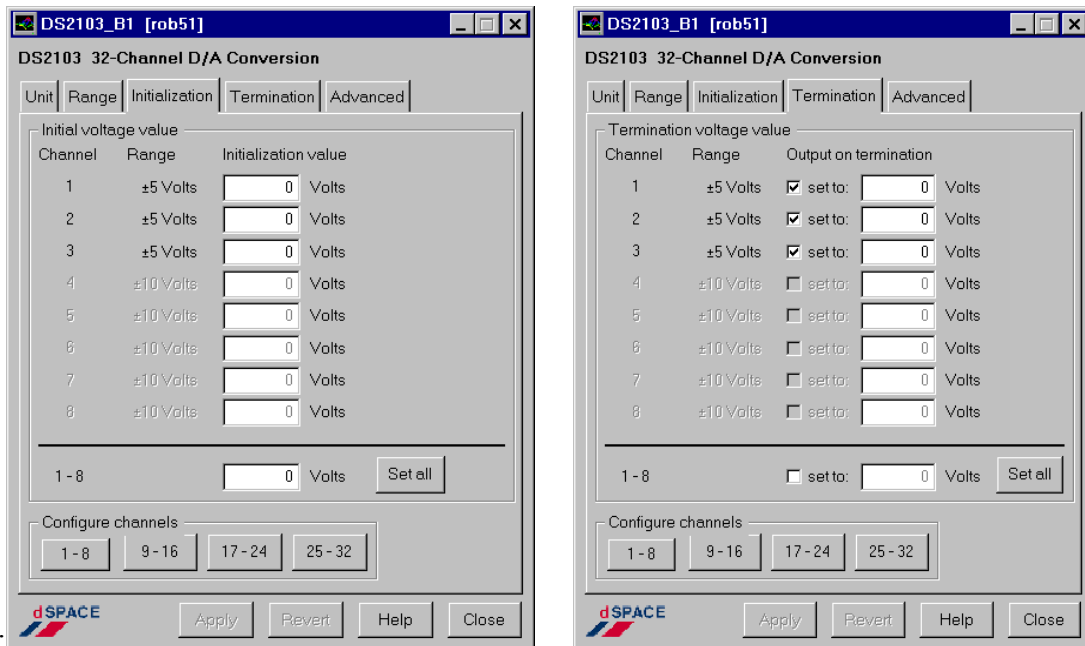 DS2103_B1 [rob51]
DS2103 32-Channel D/A Conversion
Unit Range Initialization Termination Advanced
Initial voltage value
Channel Range Initialization value
1 ±5 Volts 0 Volts
2 ±5 Volts 0 Volts
3 ±5 Volts 0 Volts
4 ±10 Volts 0 Volts
5 ±10 Volts 0 Volts
6 ±10 Volts 0 Volts
7 ±10 Volts 0 Volts
8 ±10 Volts 0 Volts
1 - 8 0 Volts Set all
Configure channels
1 - 8 9 - 16 17 - 24 25 - 32
dSPACE Apply Revert Help Close
DS2103_B1 [rob51]
DS2103 32-Channel D/A Conversion
Unit Range Initialization Termination Advanced
Termination voltage value
Channel Range Output on termination
1 ±5 Volts set to: 0 Volts
2 ±5 Volts set to: 0 Volts
3 ±5 Volts set to: 0 Volts
4 ±10 Volts set to: 0 Volts
5 ±10 Volts set to: 0 Volts
6 ±10 Volts set to: 0 Volts
7 ±10 Volts set to: 0 Volts
8 ±10 Volts set to: 0 Volts
1 - 8 set to: 0 Volts Set all
Configure channels
1 - 8 9 - 16 17 - 24 25 - 32
dSPACE Apply Revert Help Close